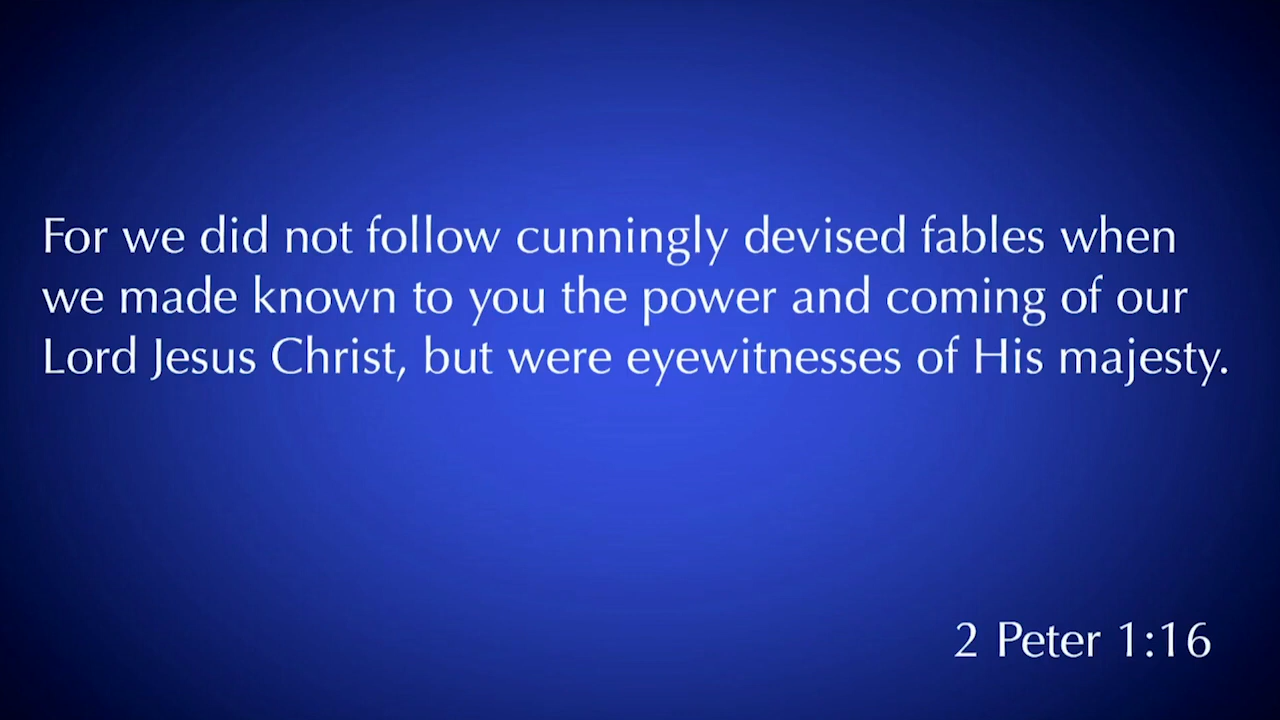 For we did not follow cunningly devised fables when
we made known to you the power and coming of our
Lord Jesus Christ, but were eyewitnesses of His majesty.
2 Peter 1:16